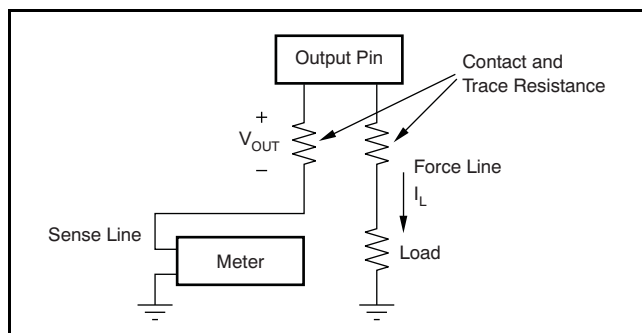 Output Pin
Contact and
Trace Resistance
+
VOUT
–
Force Line
IL
Sense Line
Meter
Load